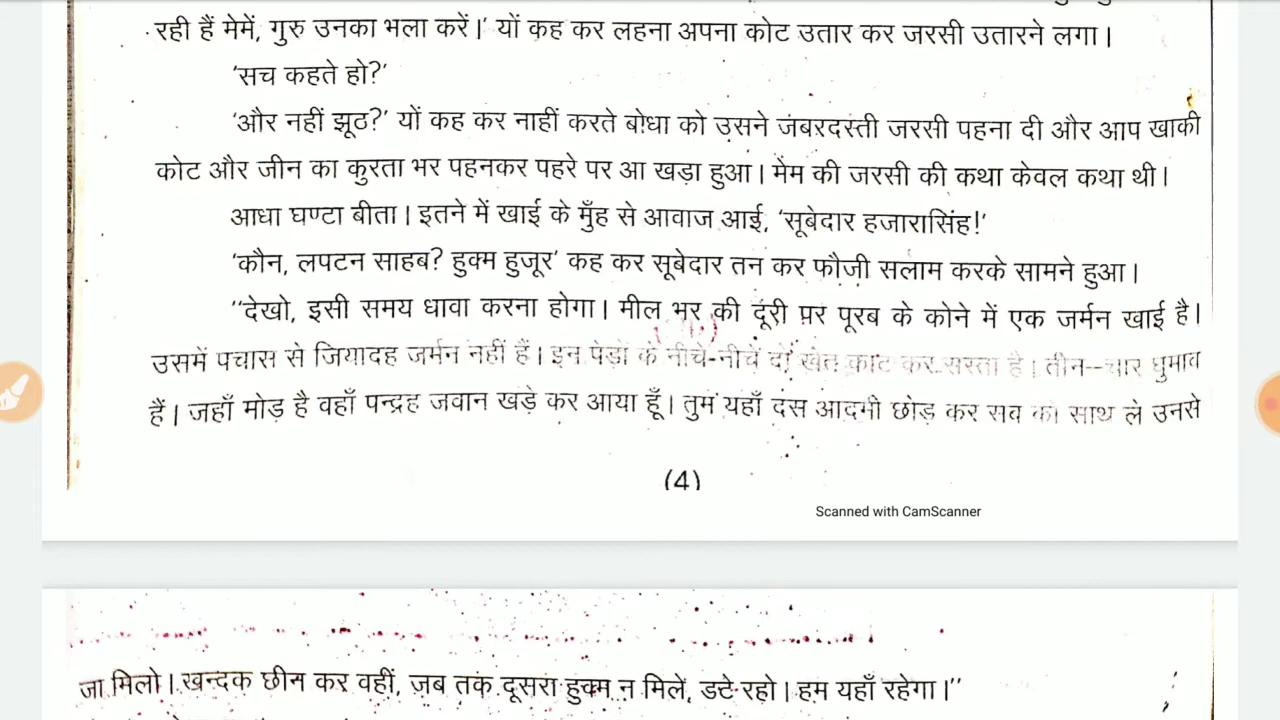 रही हैं मेमें, गुरु उनका भला करें।' यों कह कर लहना अपना कोट उतार कर जरसी उतारने लगा।
'सच कहते हो?'
'और नहीं झूठ?' यों कह कर नाहीं करते बोधा को उसने जबरदस्ती जरसी पहना दी और आप खाकी
कोट और जीन का कुरता भर पहनकर पहरे पर आ खड़ा हुआ। मेम की जरसी की कथा केवल कथा थी।
आधा घण्टा बीता। इतने में खाई के मुँह से आवाज आई, 'सूबेदार हजारासिंह!'
'कौन, लपटन साहब? हुक्म हुजूर' कह कर सूबेदार तन कर फौज़ी सलाम करके सामने हुआ।
''देखो, इसी समय धावा करना होगा। मील भर की दूरी पर पूरब के कोने में एक जर्मन खाई है।
उसमें पचास से जियादह जर्मन नहीं हैं। इन पेड़ों के नीचे-नीचे दो खेत काट कर सस्ता है। तीन--चार घुमाव
हैं। जहाँ मोड़ है वहाँ पन्द्रह जवान खड़े कर आया हूँ। तुम यहाँ दस आदमी छोड़ कर सब को साथ ले उनसे
(4)
Scanned with CamScanner
जा मिलो। खन्दक छीन कर वहीं, जब तक दूसरा हुक्म न मिले, डटे रहो। हम यहाँ रहेगा।''